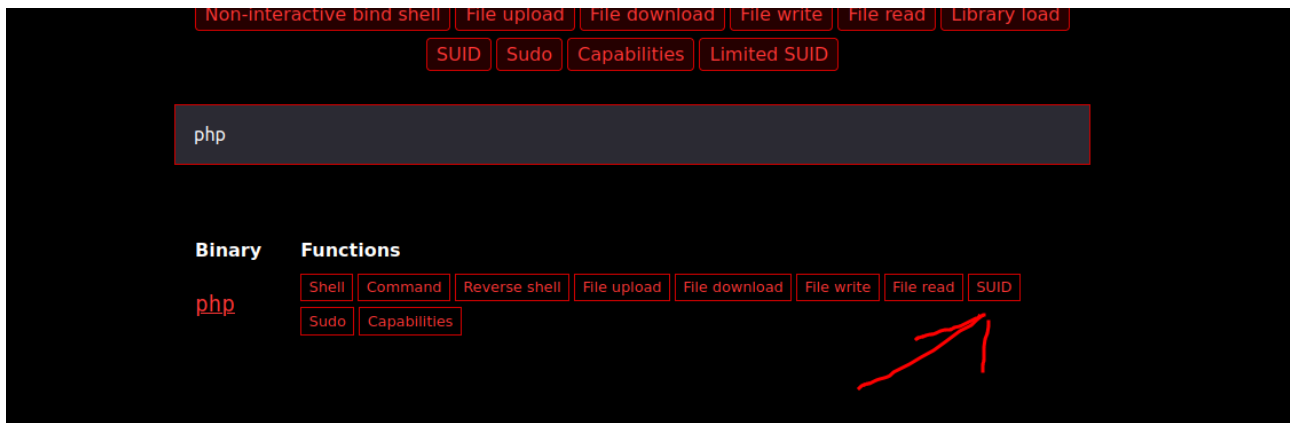 Non-interactive bind shell File upload File download File write File read Library load
SUID Sudo Capabilities Limited SUID
php
Binary Functions
php Shell Command Reverse shell File upload File download File write File read SUID
Sudo Capabilities